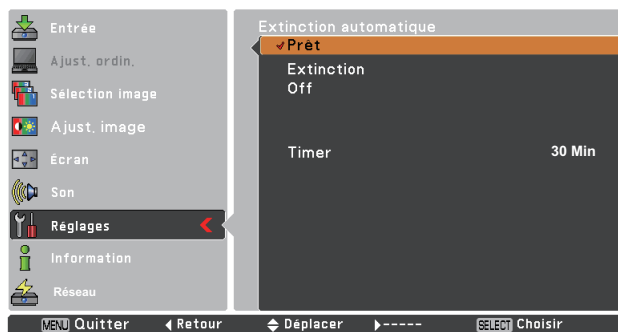 Entrée
Ajust. ordin.
Sélection image
Ajust. image
Écran
Son
Réglages
Information
Réseau
Extinction automatique
Prêt
Extinction
Off
Timer 30 Min
MENU Quitter Retour Déplacer ----- SELECT Choisir